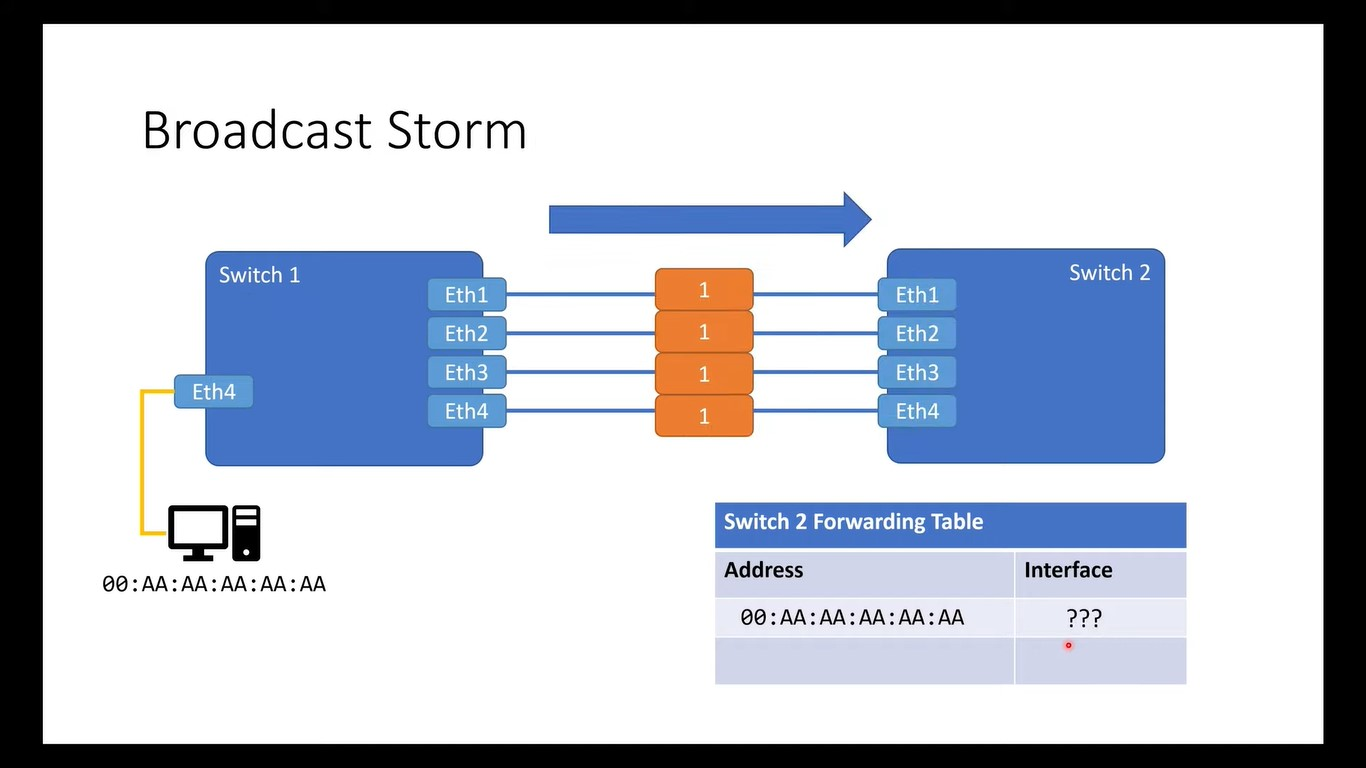 Broadcast Storm
Switch 1
Switch 2
Eth1
1
Eth1
Eth2
1
Eth2
Eth3
1
Eth3
Eth4
Eth4
1
Eth4
00:AA:AA:AA:AA:AA
Switch 2 Forwarding Table
Address Interface
00:AA:AA:AA:AA:AA ???